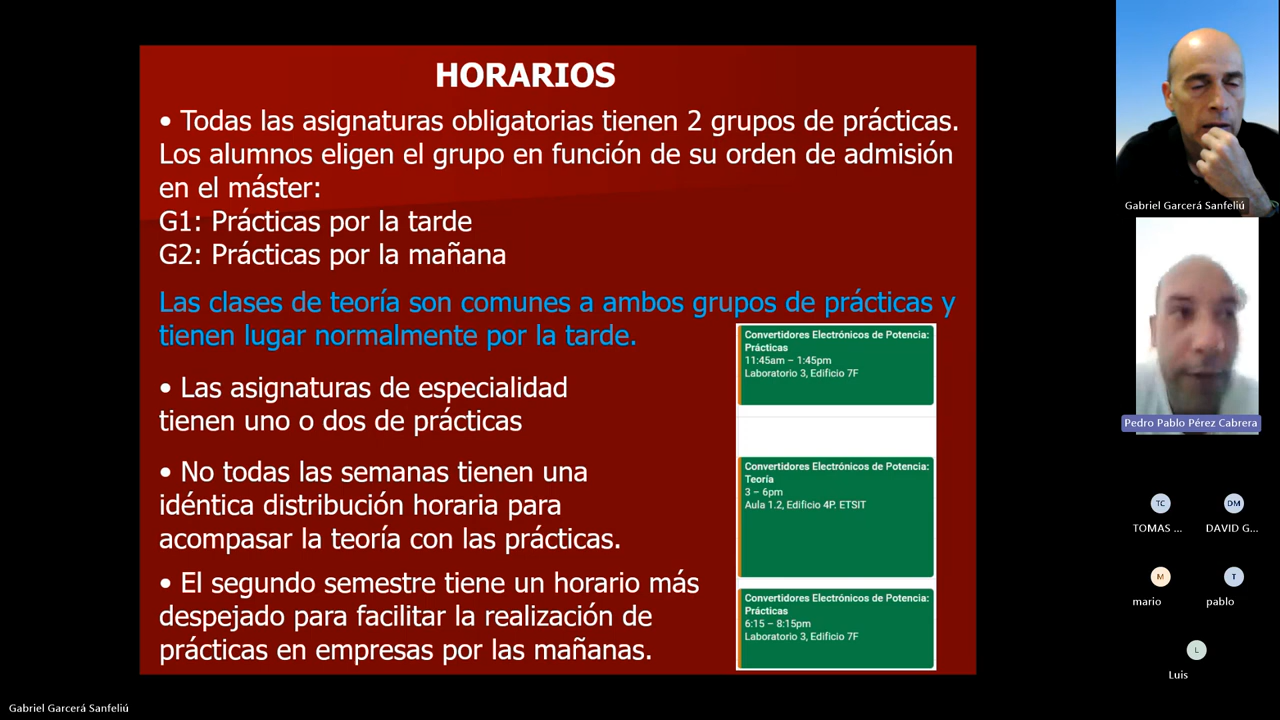 HORARIOS
• Todas las asignaturas obligatorias tienen 2 grupos de prácticas.
Los alumnos eligen el grupo en función de su orden de admisión
en el máster:
G1: Prácticas por la tarde
G2: Prácticas por la mañana
Las clases de teoría son comunes a ambos grupos de prácticas y
tienen lugar normalmente por la tarde.
• Las asignaturas de especialidad
tienen uno o dos de prácticas
• No todas las semanas tienen una
idéntica distribución horaria para
acompasar la teoría con las prácticas.
• El segundo semestre tiene un horario más
despejado para facilitar la realización de
prácticas en empresas por las mañanas.
Convertidores Electrónicos de Potencia:
Prácticas
11:45am – 1:45pm
Laboratorio 3, Edificio 7F
Convertidores Electrónicos de Potencia:
Teoría
3 – 6pm
Aula 1.2, Edificio 4P. ETSIT
Convertidores Electrónicos de Potencia:
Prácticas
6:15 – 8:15pm
Laboratorio 3, Edificio 7F
Gabriel Garcerá Sanfeliú
Pedro Pablo Pérez Cabrera
TC
DM
TOMAS ...
DAVID G...
M
T
mario
pablo
L
Luis
Gabriel Garcerá Sanfeliú